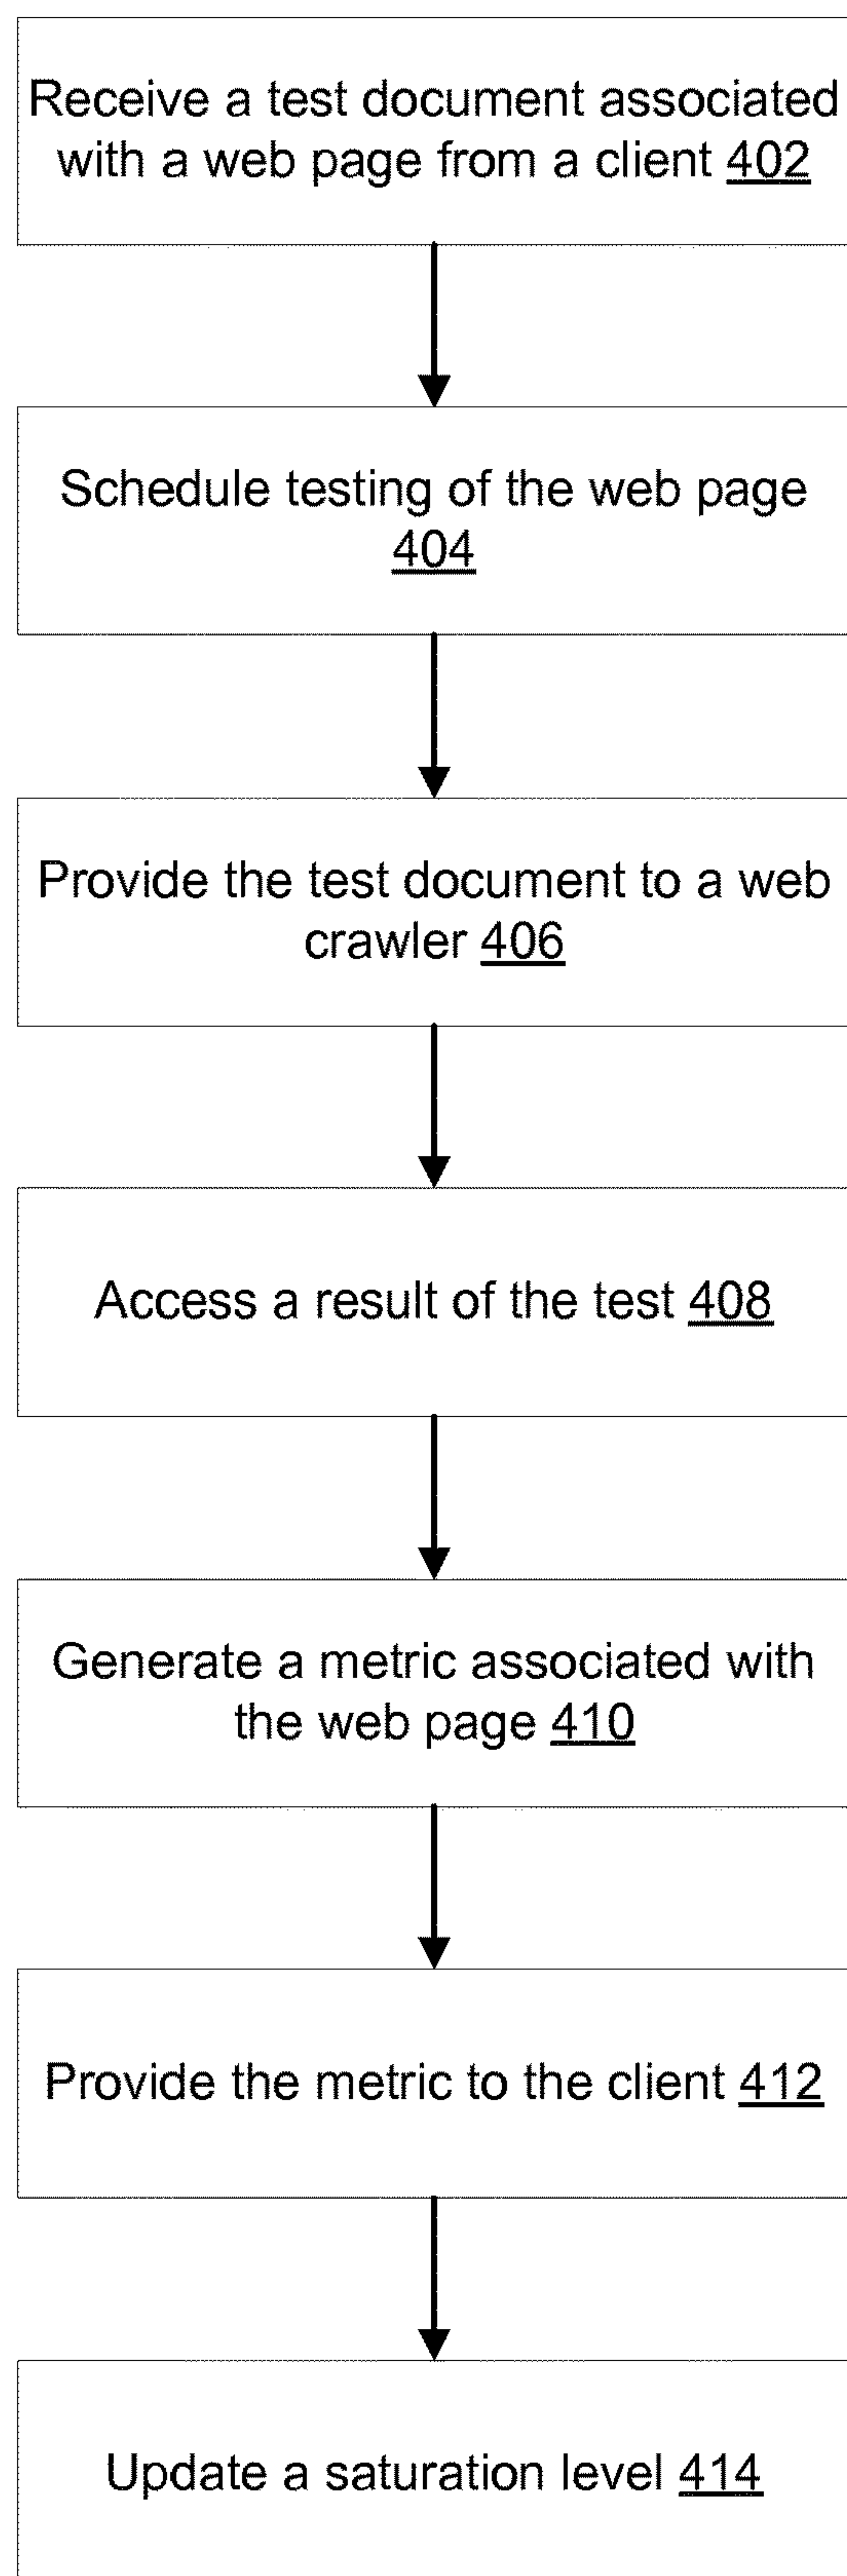 Receive a test document associated
with a web page from a client 402
Schedule testing of the web page
404
Provide the test document to a web
crawler 406
Access a result of the test 408
Generate a metric associated with
the web page 410
Provide the metric to the client 412
Update a saturation level 414